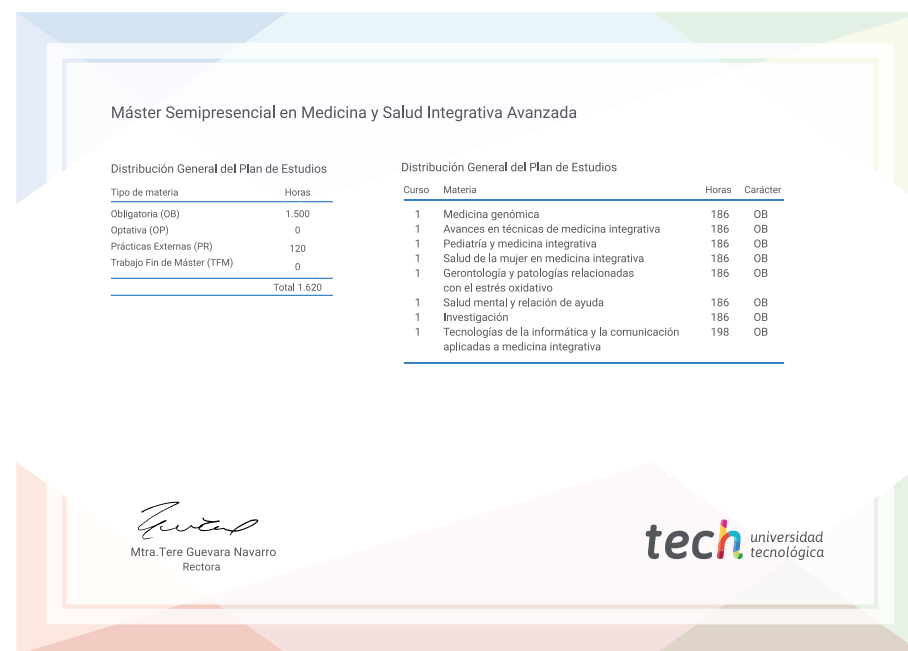 Máster Semipresencial en Medicina y Salud Integrativa Avanzada
Distribución General del Plan de Estudios
Tipo de materia Horas
Obligatoria (OB) 1.500
Optativa (OP) 0
Prácticas Externas (PR) 120
Trabajo Fin de Máster (TFM) 0
Total 1.620
Distribución General del Plan de Estudios
Curso Materia Horas Carácter
1 Medicina genómica 186 OB
1 Avances en técnicas de medicina integrativa 186 OB
1 Pediatría y medicina integrativa 186 OB
1 Salud de la mujer en medicina integrativa 186 OB
1 Gerontología y patologías relacionadas 186 OB
con el estrés oxidativo
1 Salud mental y relación de ayuda 186 OB
1 Investigación 186 OB
1 Tecnologías de la informática y la comunicación 198 OB
aplicadas a medicina integrativa
Mtra.Tere Guevara Navarro
Rectora
tech universidad
tecnológica